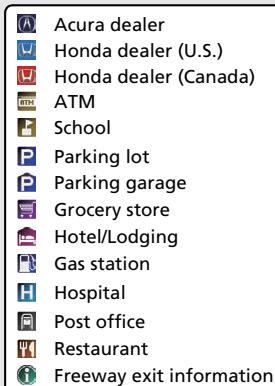 Acura dealer
Honda dealer (U.S.)
Honda dealer (Canada)
ATM ATM
School
P Parking lot
P Parking garage
Grocery store
Hotel/Lodging
Gas station
H Hospital
Post office
Restaurant
i Freeway exit information